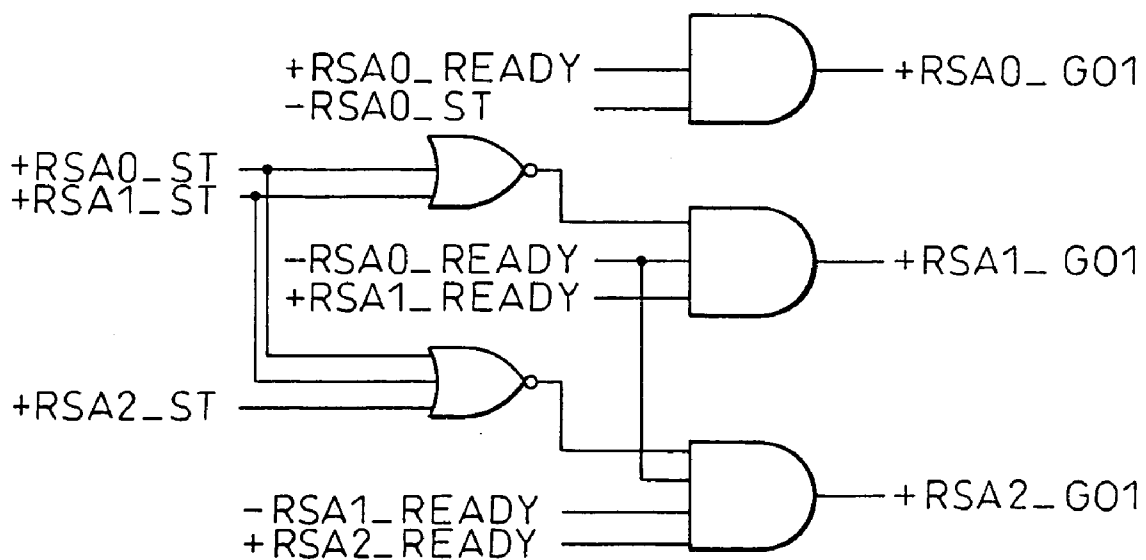 +RSA0_READY
+RSA0_GO1
-RSA0_ST
+RSA0_ST
+RSA1_ST
-RSA0_READY
+RSA1_GO1
+RSA1_READY
+RSA2_ST
-RSA1_READY
+RSA2_GO1
+RSA2_READY